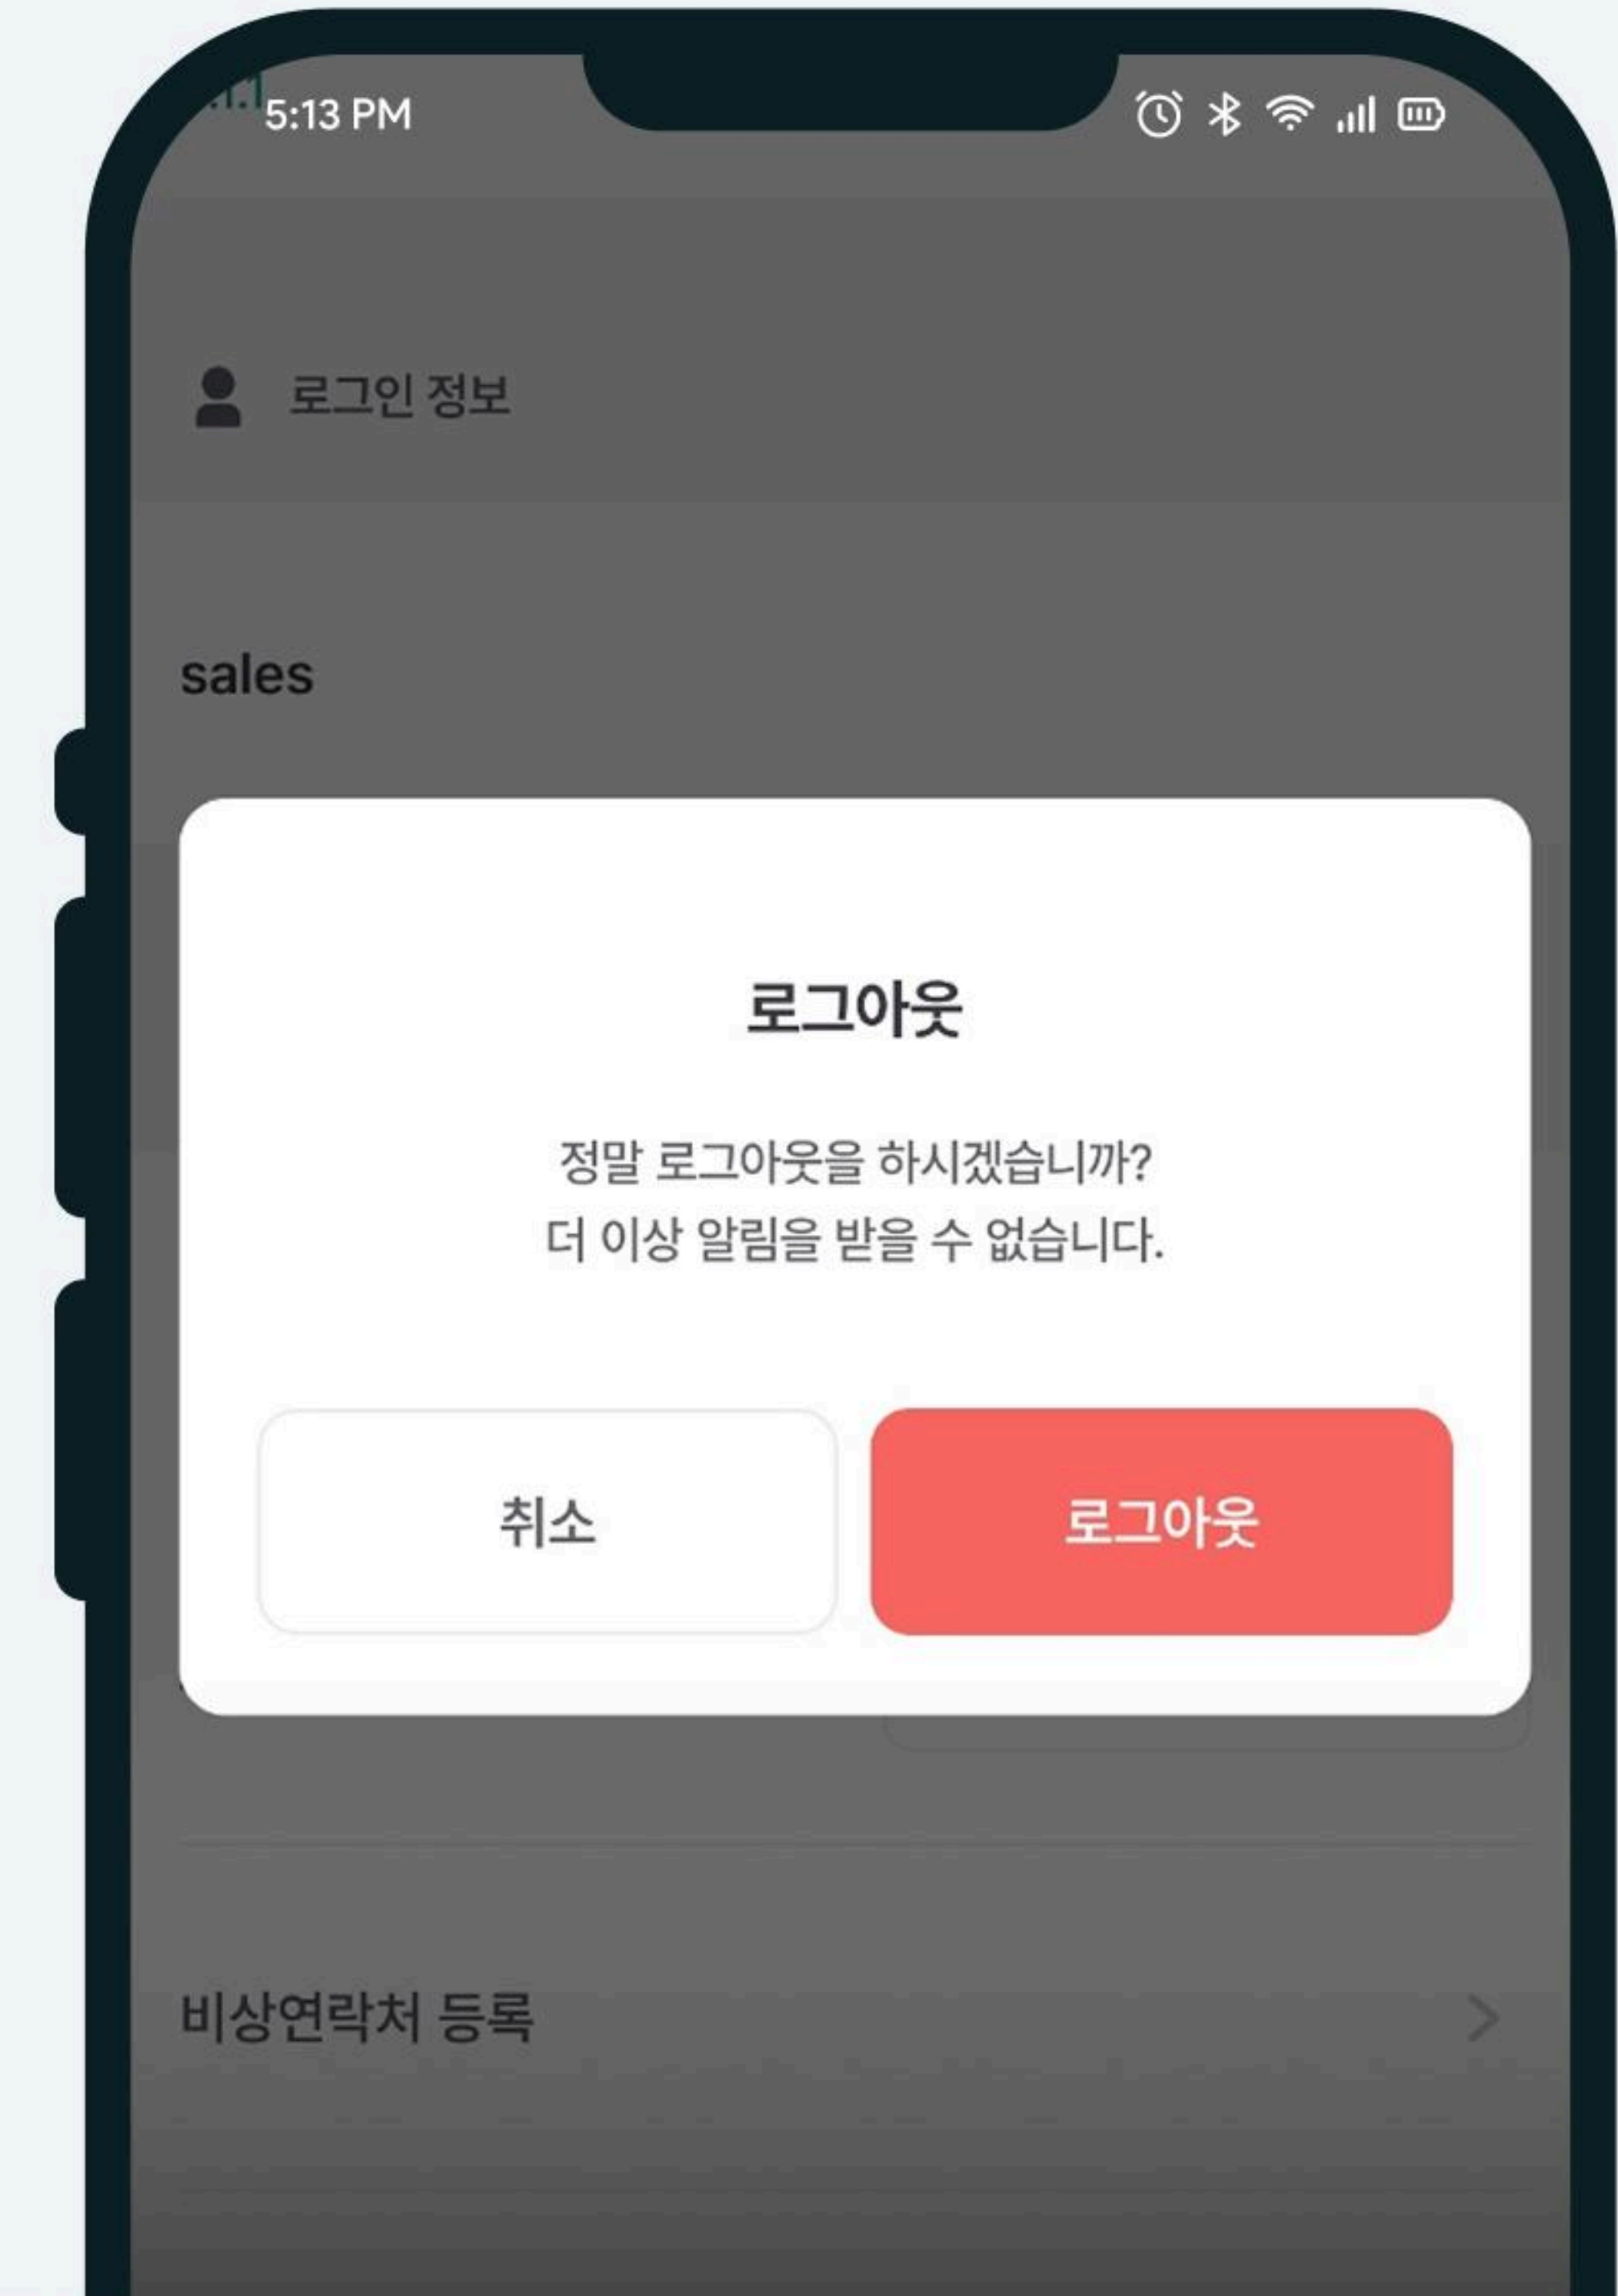 5:13 PM
로그인 정보
sales
로그아웃
정말 로그아웃을 하시겠습니까?
더 이상 알림을 받을 수 없습니다.
취소
로그아웃
비상연락처 등록